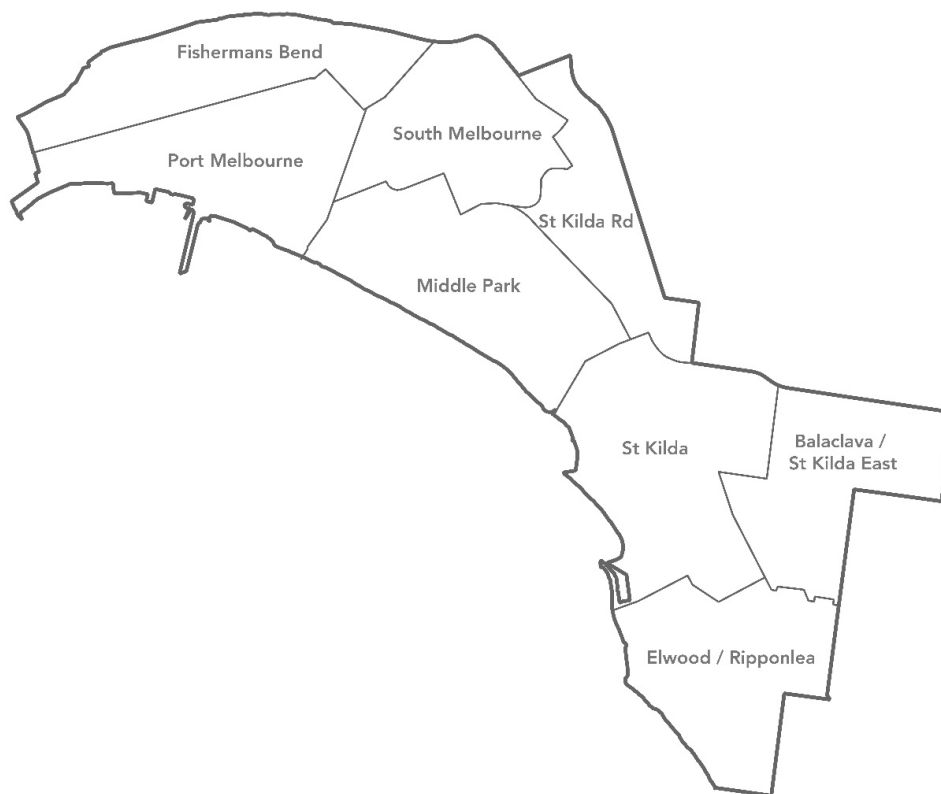 Fishermans Bend
South Melbourne
Port Melbourne
St Kilda Rd
Middle Park
St Kilda
Balaclava /
St Kilda East
Elwood / Ripponlea